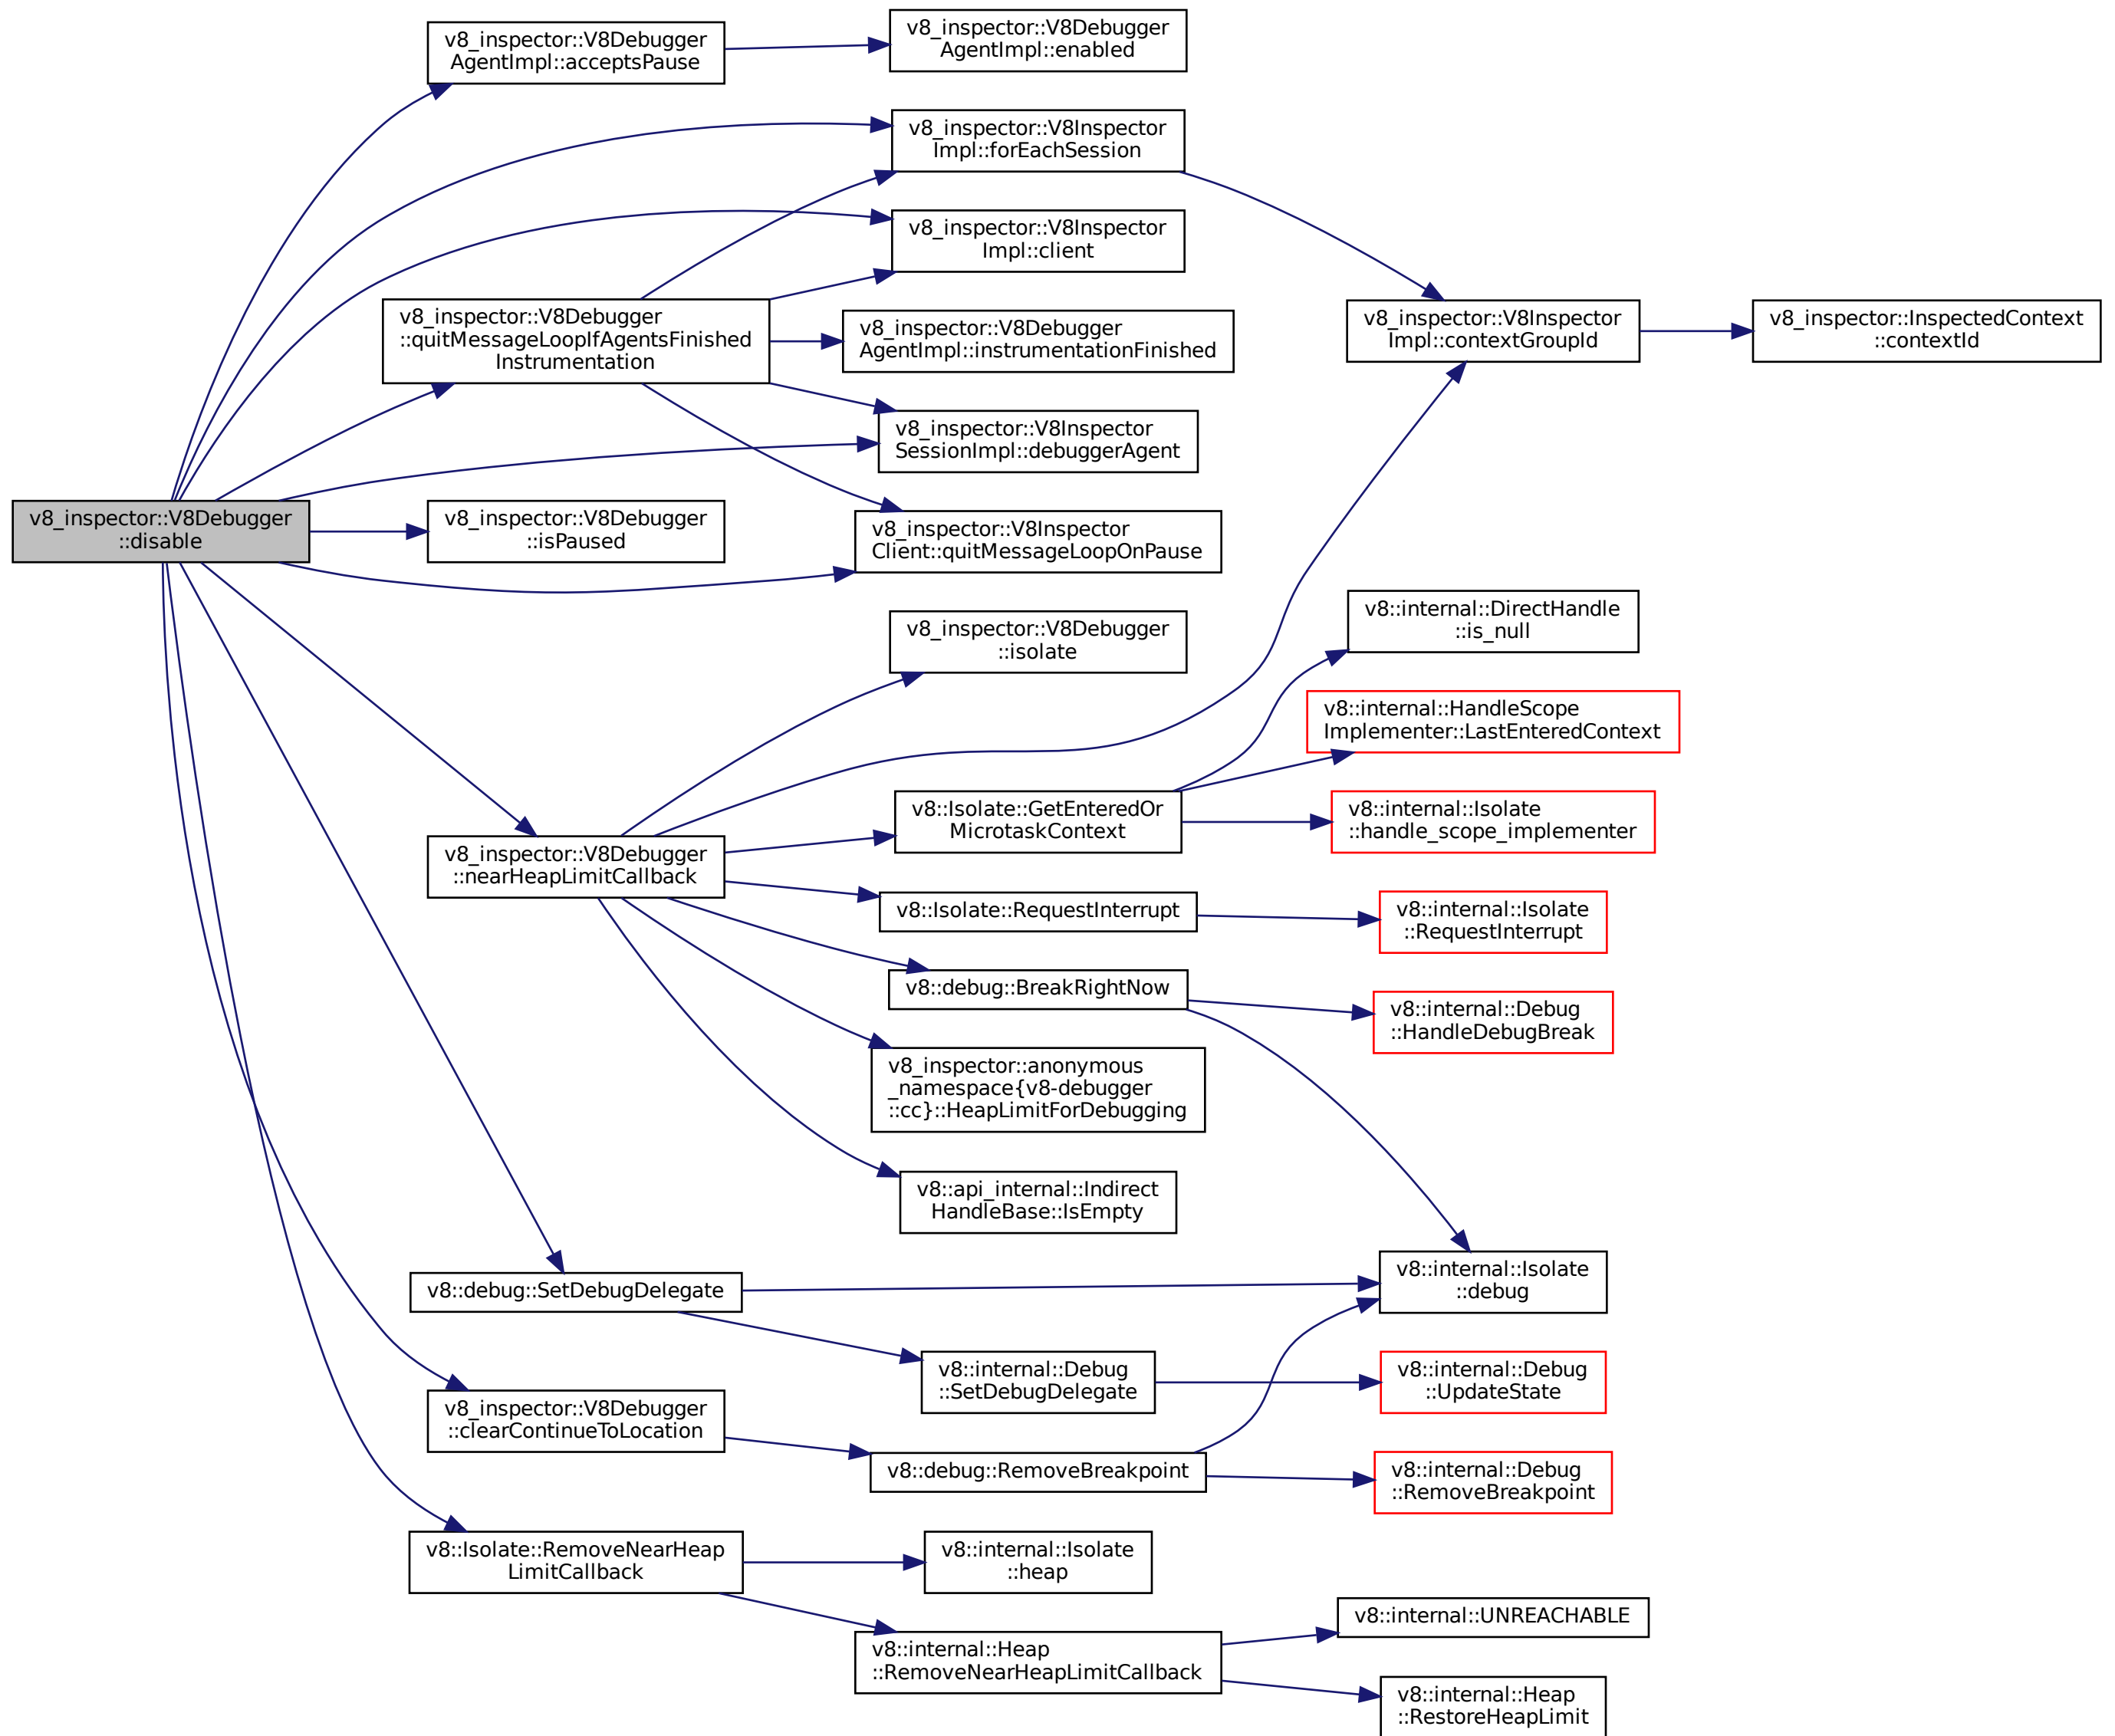 v8_inspector::V8Debugger
AgentImpl::acceptsPause
v8_inspector::V8Debugger
AgentImpl::enabled
v8_inspector::V8Inspector
Impl::forEachSession
v8_inspector::V8Inspector
Impl::client
v8_inspector::V8Debugger
::quitMessageLoopIfAgentsFinished
Instrumentation
v8_inspector::V8Debugger
AgentImpl::instrumentationFinished
v8_inspector::V8Inspector
Impl::contextGroupId
v8_inspector::InspectedContext
::contextId
v8_inspector::V8Inspector
SessionImpl::debuggerAgent
v8_inspector::V8Debugger
::disable
v8_inspector::V8Debugger
::isPaused
v8_inspector::V8Inspector
Client::quitMessageLoopOnPause
v8_inspector::V8Debugger
::isolate
v8::internal::DirectHandle
::is_null
v8::internal::HandleScope
Implementer::LastEnteredContext
v8::Isolate::GetEnteredOr
MicrotaskContext
v8::internal::Isolate
::handle_scope_implementer
v8_inspector::V8Debugger
::nearHeapLimitCallback
v8::Isolate::RequestInterrupt
v8::internal::Isolate
::RequestInterrupt
v8::debug::BreakRightNow
v8::internal::Debug
::HandleDebugBreak
v8_inspector::anonymous
_namespace{v8-debugger
::cc}::HeapLimitForDebugging
v8::api_internal::Indirect
HandleBase::IsEmpty
v8::debug::SetDebugDelegate
v8::internal::Isolate
::debug
v8::internal::Debug
::SetDebugDelegate
v8::internal::Debug
::UpdateState
v8_inspector::V8Debugger
::clearContinueToLocation
v8::debug::RemoveBreakpoint
v8::internal::Debug
::RemoveBreakpoint
v8::Isolate::RemoveNearHeap
LimitCallback
v8::internal::Isolate
::heap
v8::internal::Heap
::RemoveNearHeapLimitCallback
v8::internal::UNREACHABLE
v8::internal::Heap
::RestoreHeapLimit